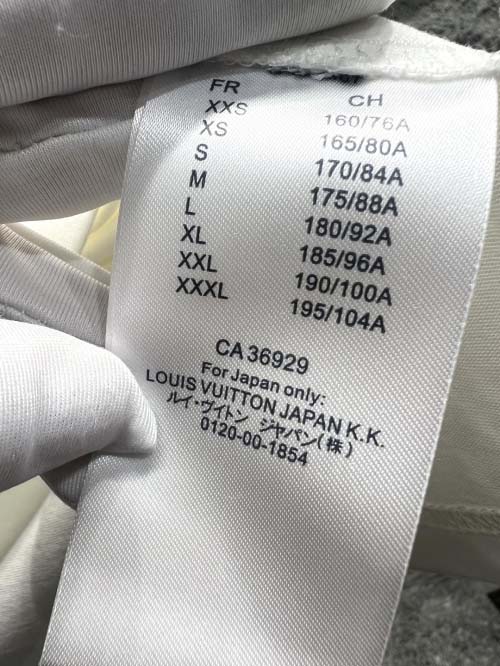 FR CH
XXS 160/76A
XS 165/80A
S 170/84A
M 175/88A
L 180/92A
XL 185/96A
XXL 190/100A
XXXL 195/104A
CA 36929
For Japan only:
LOUIS VUITTON JAPAN K.K.
ルイ・ヴィトン ジャパン(株)
0120-00-1854